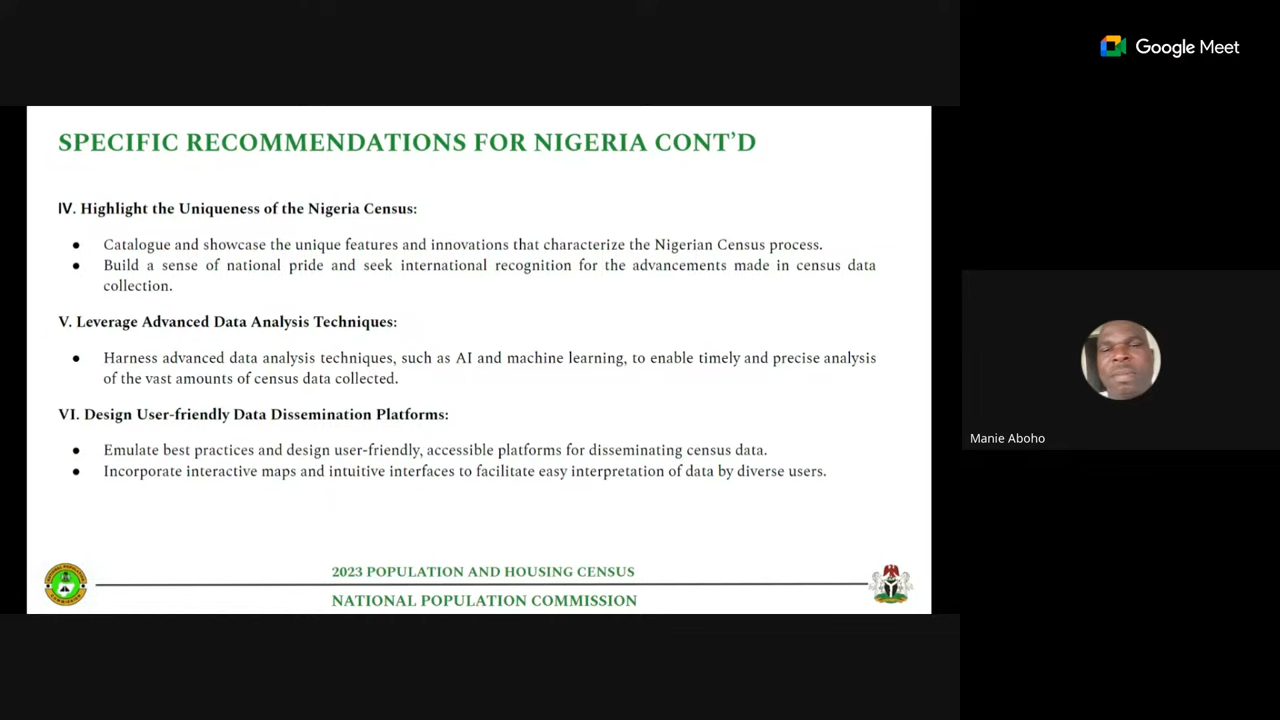 Google Meet
SPECIFIC RECOMMENDATIONS FOR NIGERIA CONT’D
IV. Highlight the Uniqueness of the Nigeria Census:
● Catalogue and showcase the unique features and innovations that characterize the Nigerian Census process.
● Build a sense of national pride and seek international recognition for the advancements made in census data
collection.
V. Leverage Advanced Data Analysis Techniques:
● Harness advanced data analysis techniques, such as AI and machine learning, to enable timely and precise analysis
of the vast amounts of census data collected.
VI. Design User-friendly Data Dissemination Platforms:
● Emulate best practices and design user-friendly, accessible platforms for disseminating census data.
● Incorporate interactive maps and intuitive interfaces to facilitate easy interpretation of data by diverse users.
2023 POPULATION AND HOUSING CENSUS
NATIONAL POPULATION COMMISSION
Manie Aboho